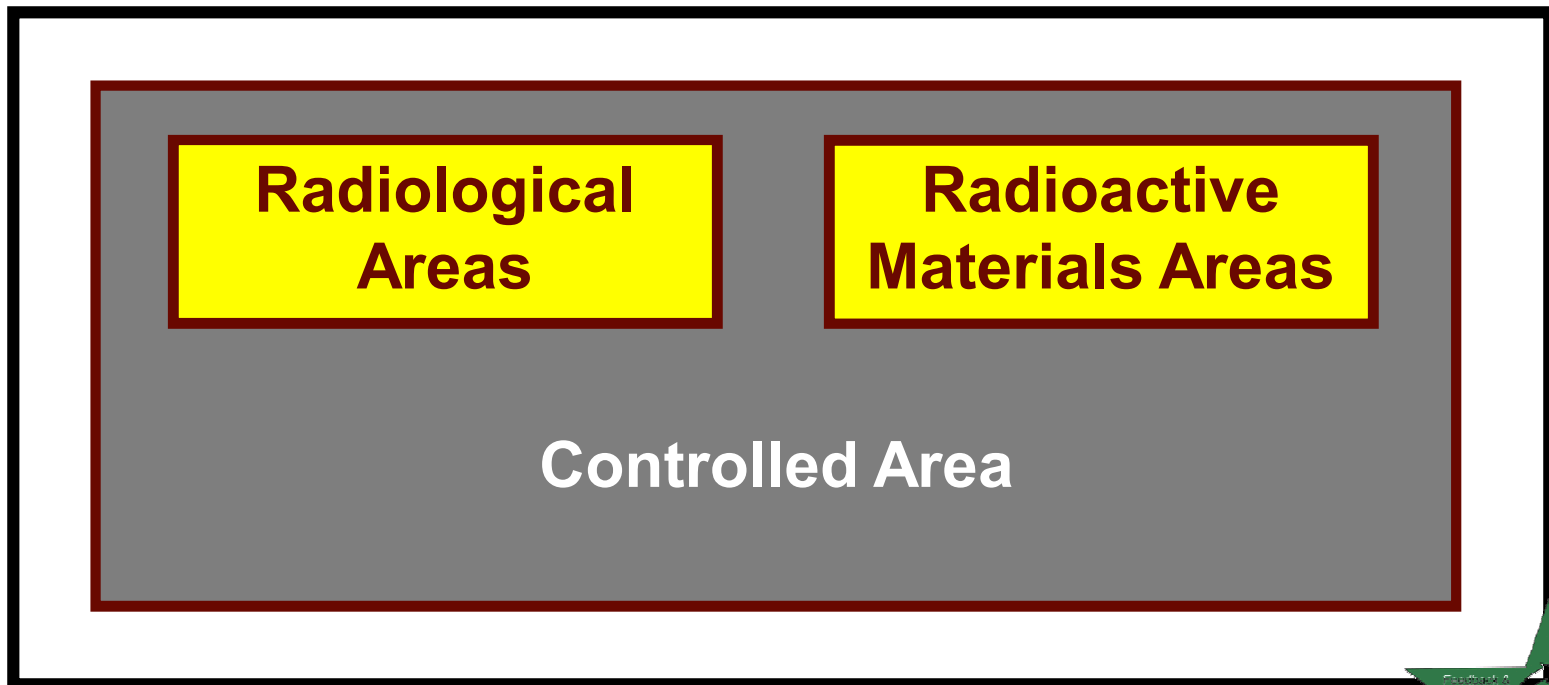 Radiological
Areas
Radioactive
Materials Areas
Controlled Area